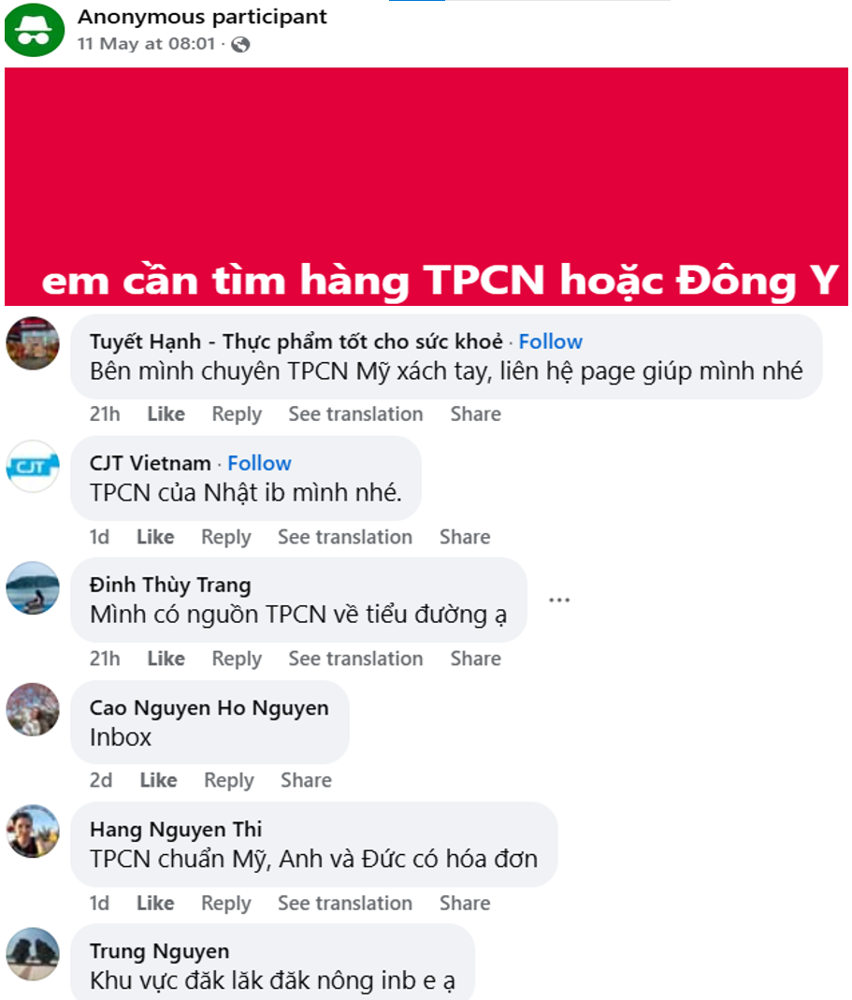 Anonymous participant
11 May at 08:01 ·
em cần tìm hàng TPCN hoặc Đông Y
Tuyết Hạnh - Thực phẩm tốt cho sức khoẻ · Follow
Bên mình chuyên TPCN Mỹ xách tay, liên hệ page giúp mình nhé
21h Like Reply See translation Share
CJT
CJT Vietnam · Follow
TPCN của Nhật ib mình nhé.
1d Like Reply See translation Share
Đinh Thùy Trang
Mình có nguồn TPCN về tiểu đường ạ
21h Like Reply See translation Share
Cao Nguyen Ho Nguyen
Inbox
2d Like Reply Share
Hang Nguyen Thi
TPCN chuẩn Mỹ, Anh và Đức có hóa đơn
1d Like Reply See translation Share
Trung Nguyen
Khu vực đăk lăk đăk nông inb e ạ